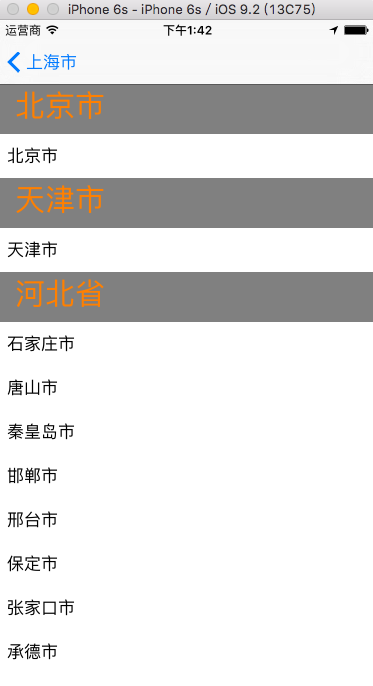 iPhone 6s - iPhone 6s / iOS 9.2 (13C75)
运营商 下午1:42
上海市
北京市
北京市
天津市
天津市
河北省
石家庄市
唐山市
秦皇岛市
邯郸市
邢台市
保定市
张家口市
承德市